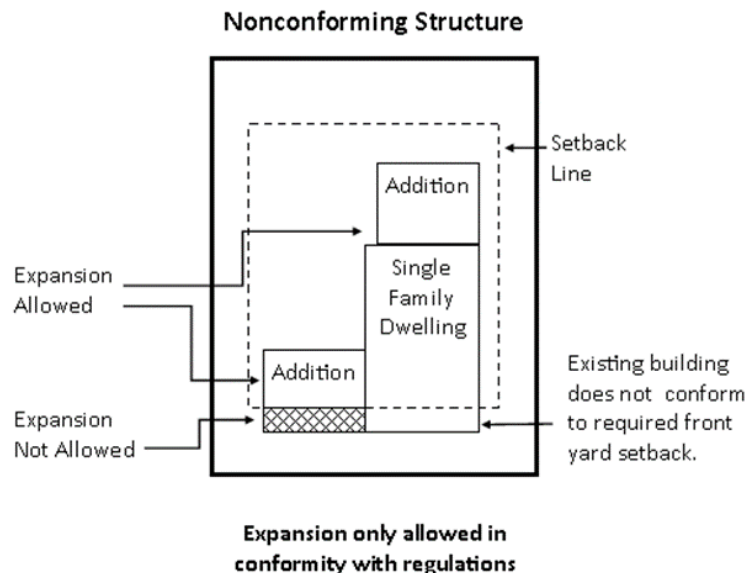 Nonconforming Structure
Setback
Line
Addition
Single
Family
Dwelling
Expansion
Allowed
Addition
Existing building
does not conform
to required front
yard setback.
Expansion
Not Allowed
Expansion only allowed in
conformity with regulations